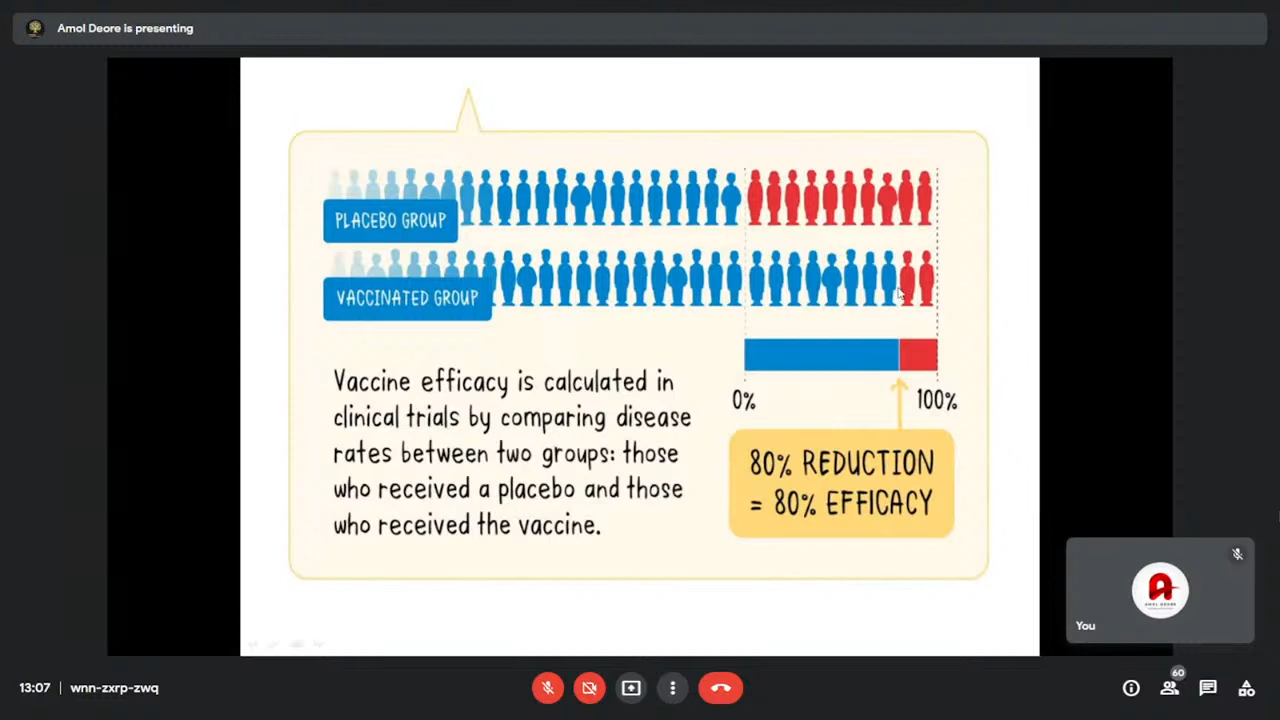 Amol Deore is presenting
PLACEBO GROUP
VACCINATED GROUP
Vaccine efficacy is calculated in
clinical trials by comparing disease
rates between two groups: those
who received a placebo and those
who received the vaccine.
0%
100%
80% REDUCTION
= 80% EFFICACY
A
AMOL DEORE
You
13:07 | wnn-zxrp-zwq
60